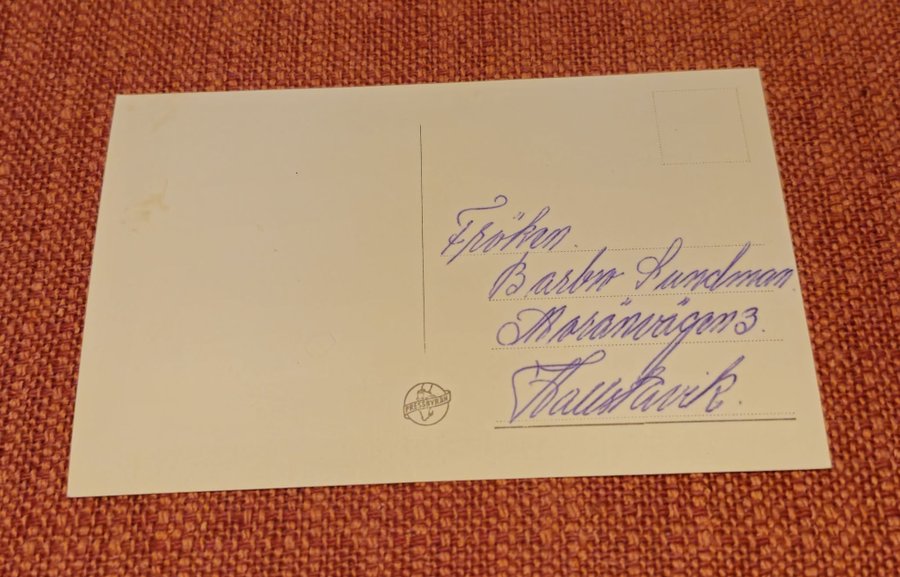 Fröken.
Barbro Sundman.
Moränvägen 3.
Hallstavik.
PRESSBYRÅN